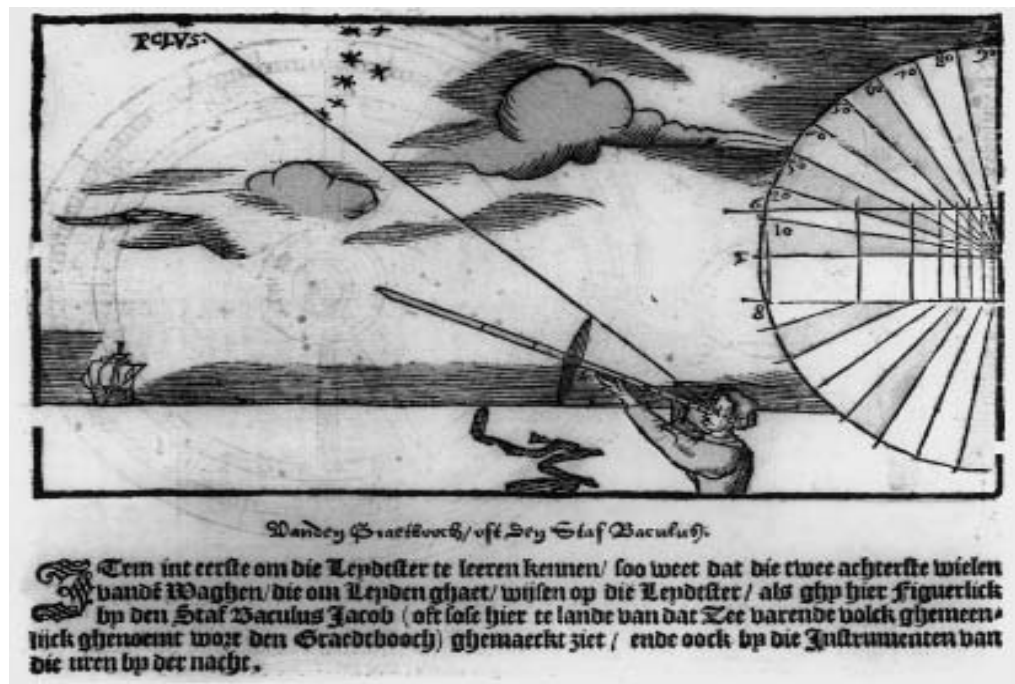 POLVS.
90
80
70
60
50
30
20
10
Vanden Graetbooch/oft den Staf Baculus.
ITem int eerste om die Leydester te leeren kennen/ soo weet dat die twee achterste wielen
vandē Waghen/die om Leyden ghaet/wijsen op die Leydester/ als ghy hier Figuerlick
by den Staf Baculus Jacob (oft sose hier te lande van dat Zee varende volck ghemeen-
lijck ghenoemt wort den Graedtbooch) ghemaeckt ziet/ ende oock by die Instrumenten van
die uren by der nacht.